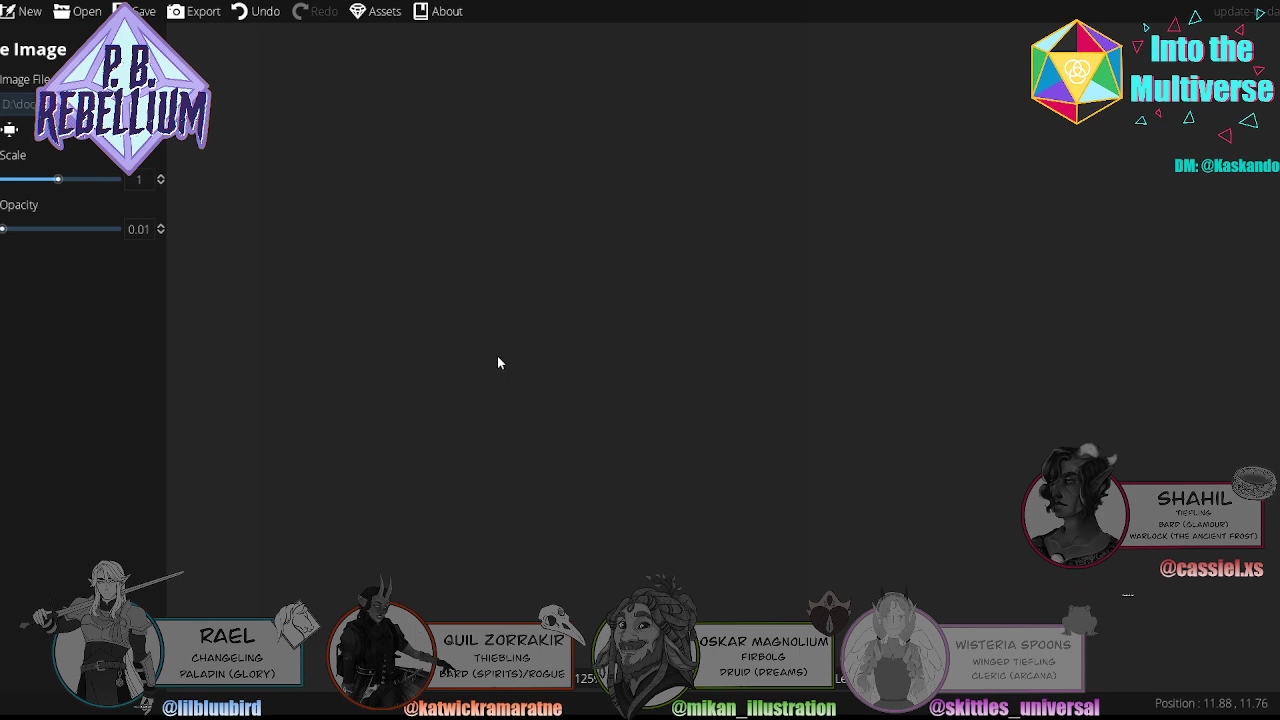 New Open Save Export Undo Redo Assets About
e Image
Image File
D:\doc
Scale
1
Opacity
0.01
P. B.
REBELLIUM
Into the
Multiverse
DM: @Kaskando
SHAHIL
TIEFLING
BARD (GLAMOUR)
WARLOCK (THE ANCIENT FROST)
@cassiel.xs
RAEL
CHANGELING
PALADIN (GLORY)
@lilbluubird
QUIL ZORRAKIR
THIEBLING
BARD (SPIRITS)/ROGUE
@katwickramaratne
OSKAR MAGNOLIUM
FIRBOLG
DRUID (DREAMS)
@mikan_illustration
WISTERIA SPOONS
WINGED TIEFLING
CLERIC (ARCANA)
@skittles_universal
125
Le
Position : 11.88 , 11.76